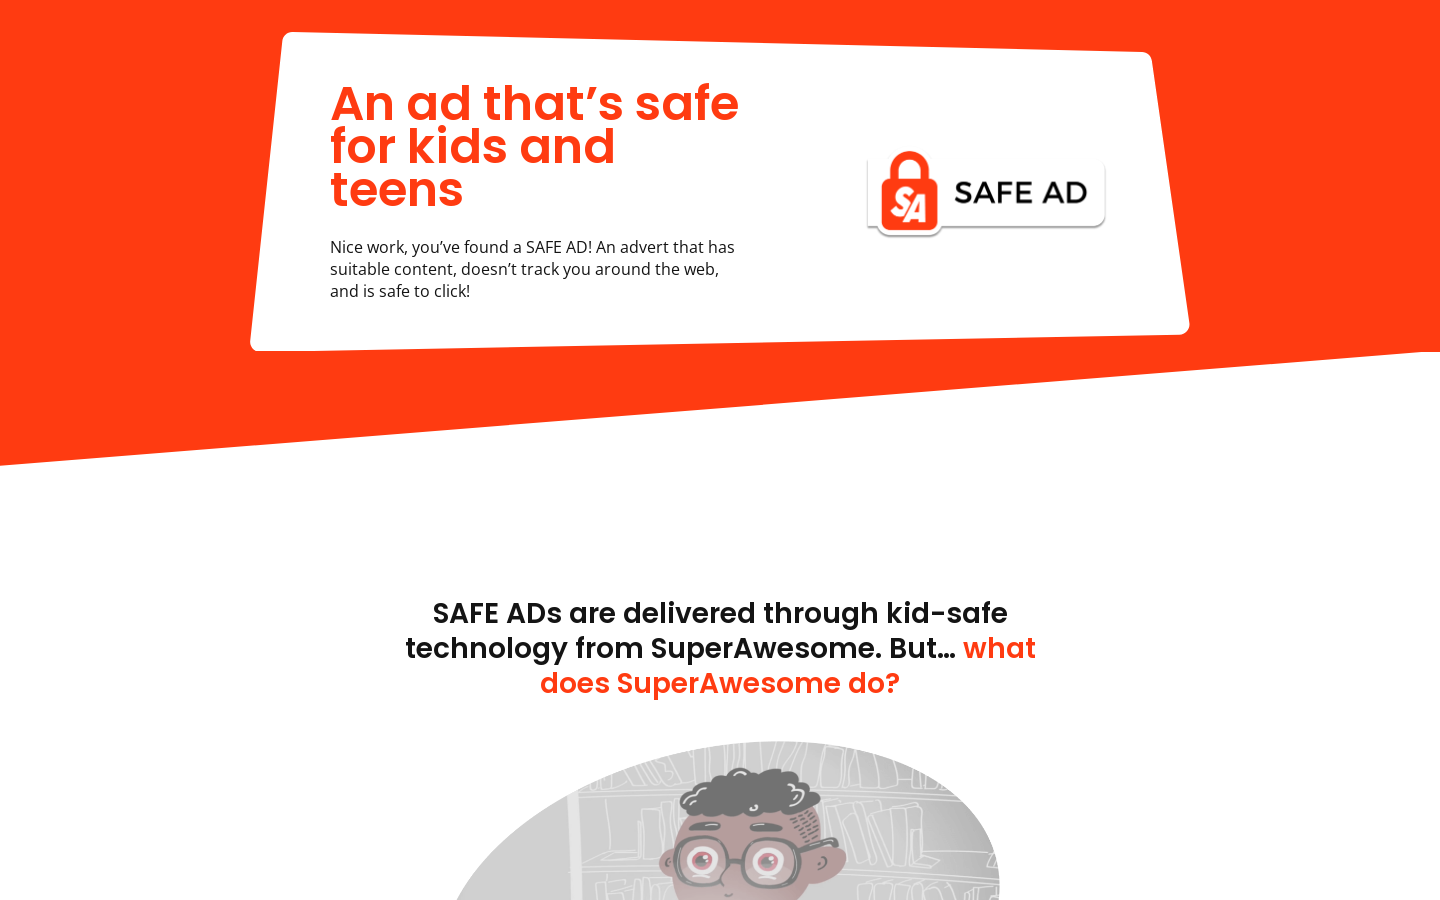 An ad that’s safe
for kids and
teens
Nice work, you’ve found a SAFE AD! An advert that has
suitable content, doesn’t track you around the web,
and is safe to click!
SA
SAFE AD
SAFE ADs are delivered through kid-safe
technology from SuperAwesome. But… what
does SuperAwesome do?